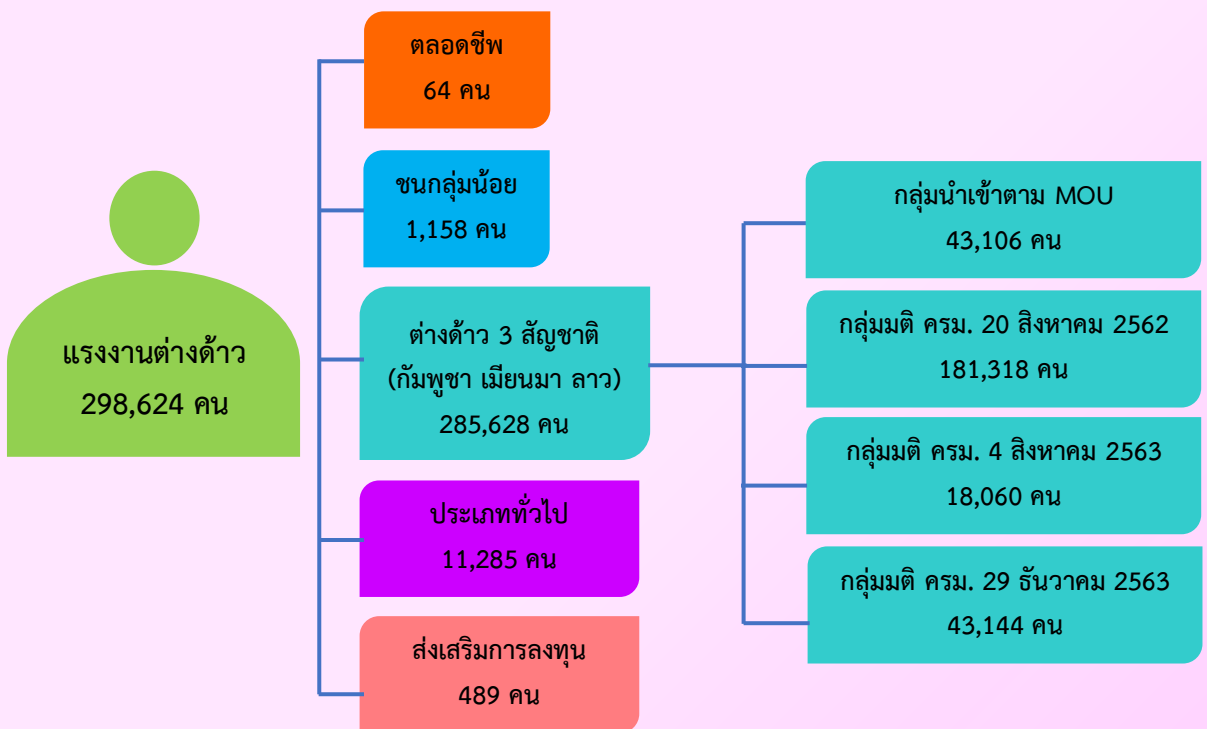 แรงงานต่างด้าว
298,624 คน
ตลอดชีพ
64 คน
ชนกลุ่มน้อย
1,158 คน
ต่างด้าว 3 สัญชาติ
(กัมพูชา เมียนมา ลาว)
285,628 คน
ประเภททั่วไป
11,285 คน
ส่งเสริมการลงทุน
489 คน
กลุ่มนำเข้าตาม MOU
43,106 คน
กลุ่มมติ ครม. 20 สิงหาคม 2562
181,318 คน
กลุ่มมติ ครม. 4 สิงหาคม 2563
18,060 คน
กลุ่มมติ ครม. 29 ธันวาคม 2563
43,144 คน